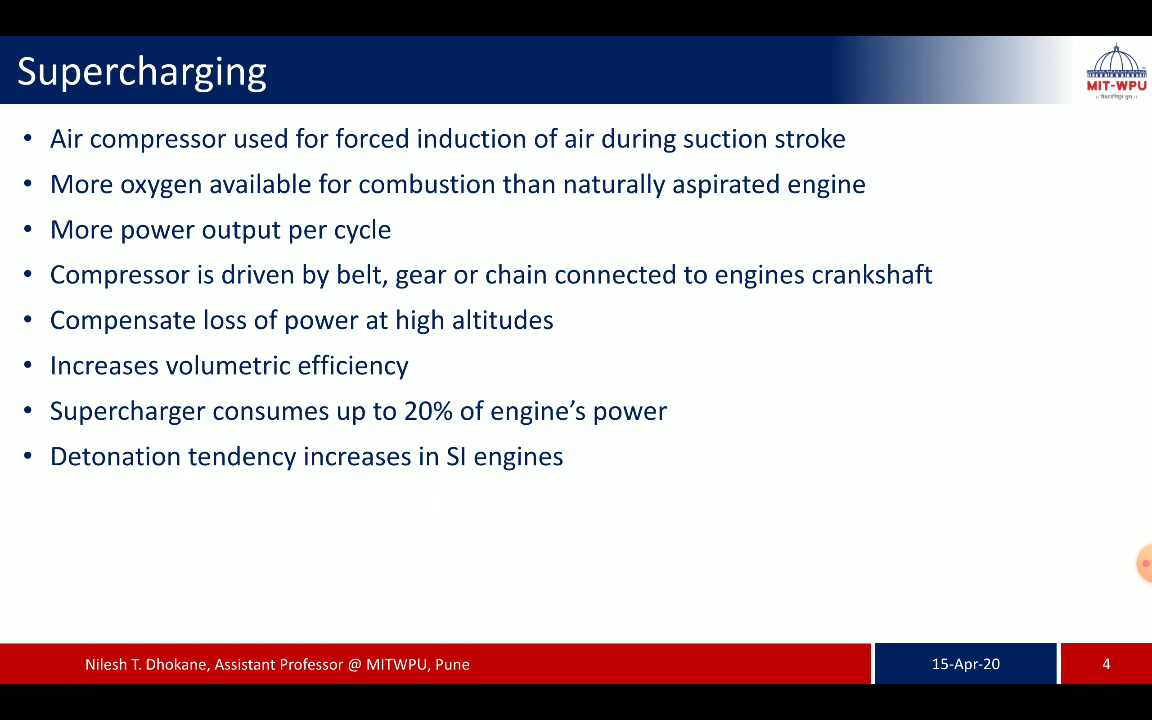 Supercharging
MIT-WPU
• Air compressor used for forced induction of air during suction stroke
• More oxygen available for combustion than naturally aspirated engine
• More power output per cycle
• Compressor is driven by belt, gear or chain connected to engines crankshaft
• Compensate loss of power at high altitudes
• Increases volumetric efficiency
• Supercharger consumes up to 20% of engine’s power
• Detonation tendency increases in SI engines
Nilesh T. Dhokane, Assistant Professor @ MITWPU, Pune
15-Apr-20
4